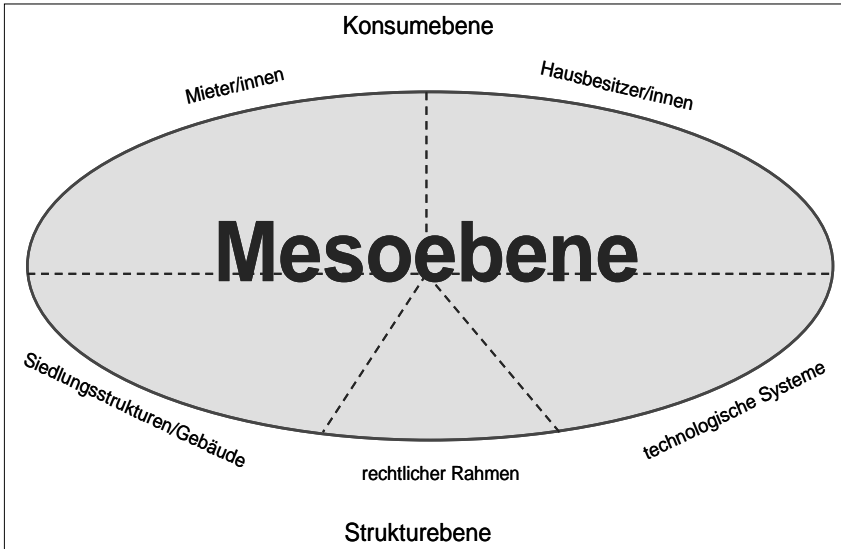 Konsumebene
Mieter/innen
Hausbesitzer/innen
Mesoebene
Siedlungsstrukturen/Gebäude
technologische Systeme
rechtlicher Rahmen
Strukturebene